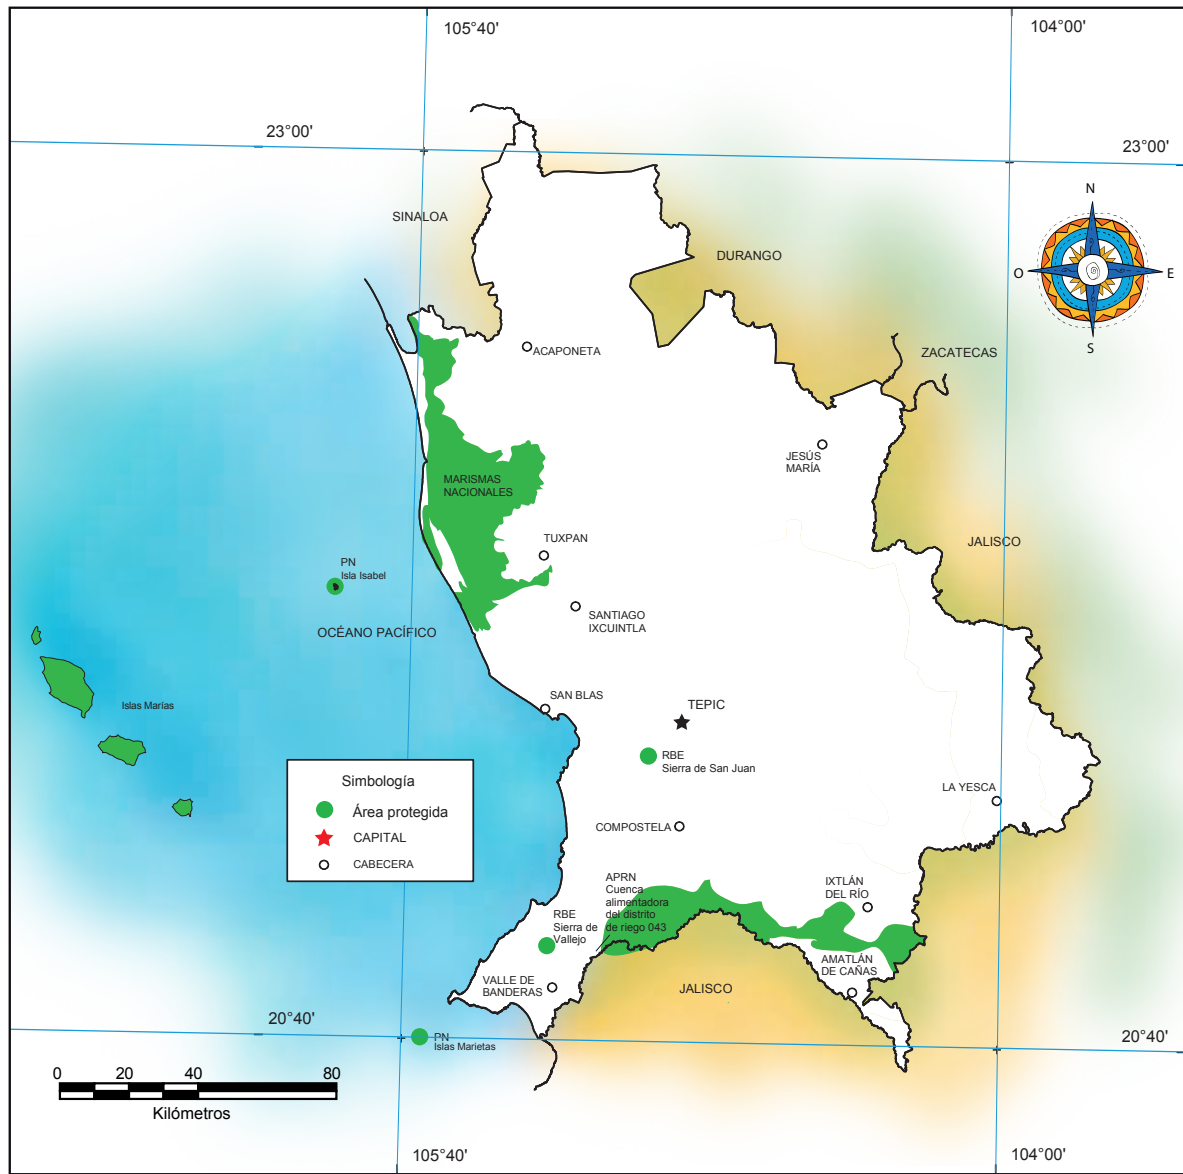 105°40'
104°00'
23°00'
23°00'
N
O
E
S
SINALOA
DURANGO
ZACATECAS
ACAPONETA
JESÚS
MARÍA
MARISMAS
NACIONALES
TUXPAN
JALISCO
PN
Isla Isabel
SANTIAGO
IXCUINTLA
OCÉANO PACÍFICO
SAN BLAS
TEPIC
Islas Marías
RBE
Sierra de San Juan
LA YESCA
Simbología
Área protegida
CAPITAL
CABECERA
COMPOSTELA
APRN
Cuenca
alimentadora
del distrito
de riego 043
IXTLÁN
DEL RÍO
RBE
Sierra de
Vallejo
AMATLÁN
DE CAÑAS
VALLE DE
BANDERAS
JALISCO
20°40'
PN
Islas Marietas
20°40'
0
20
40
80
Kilómetros
105°40'
104°00'